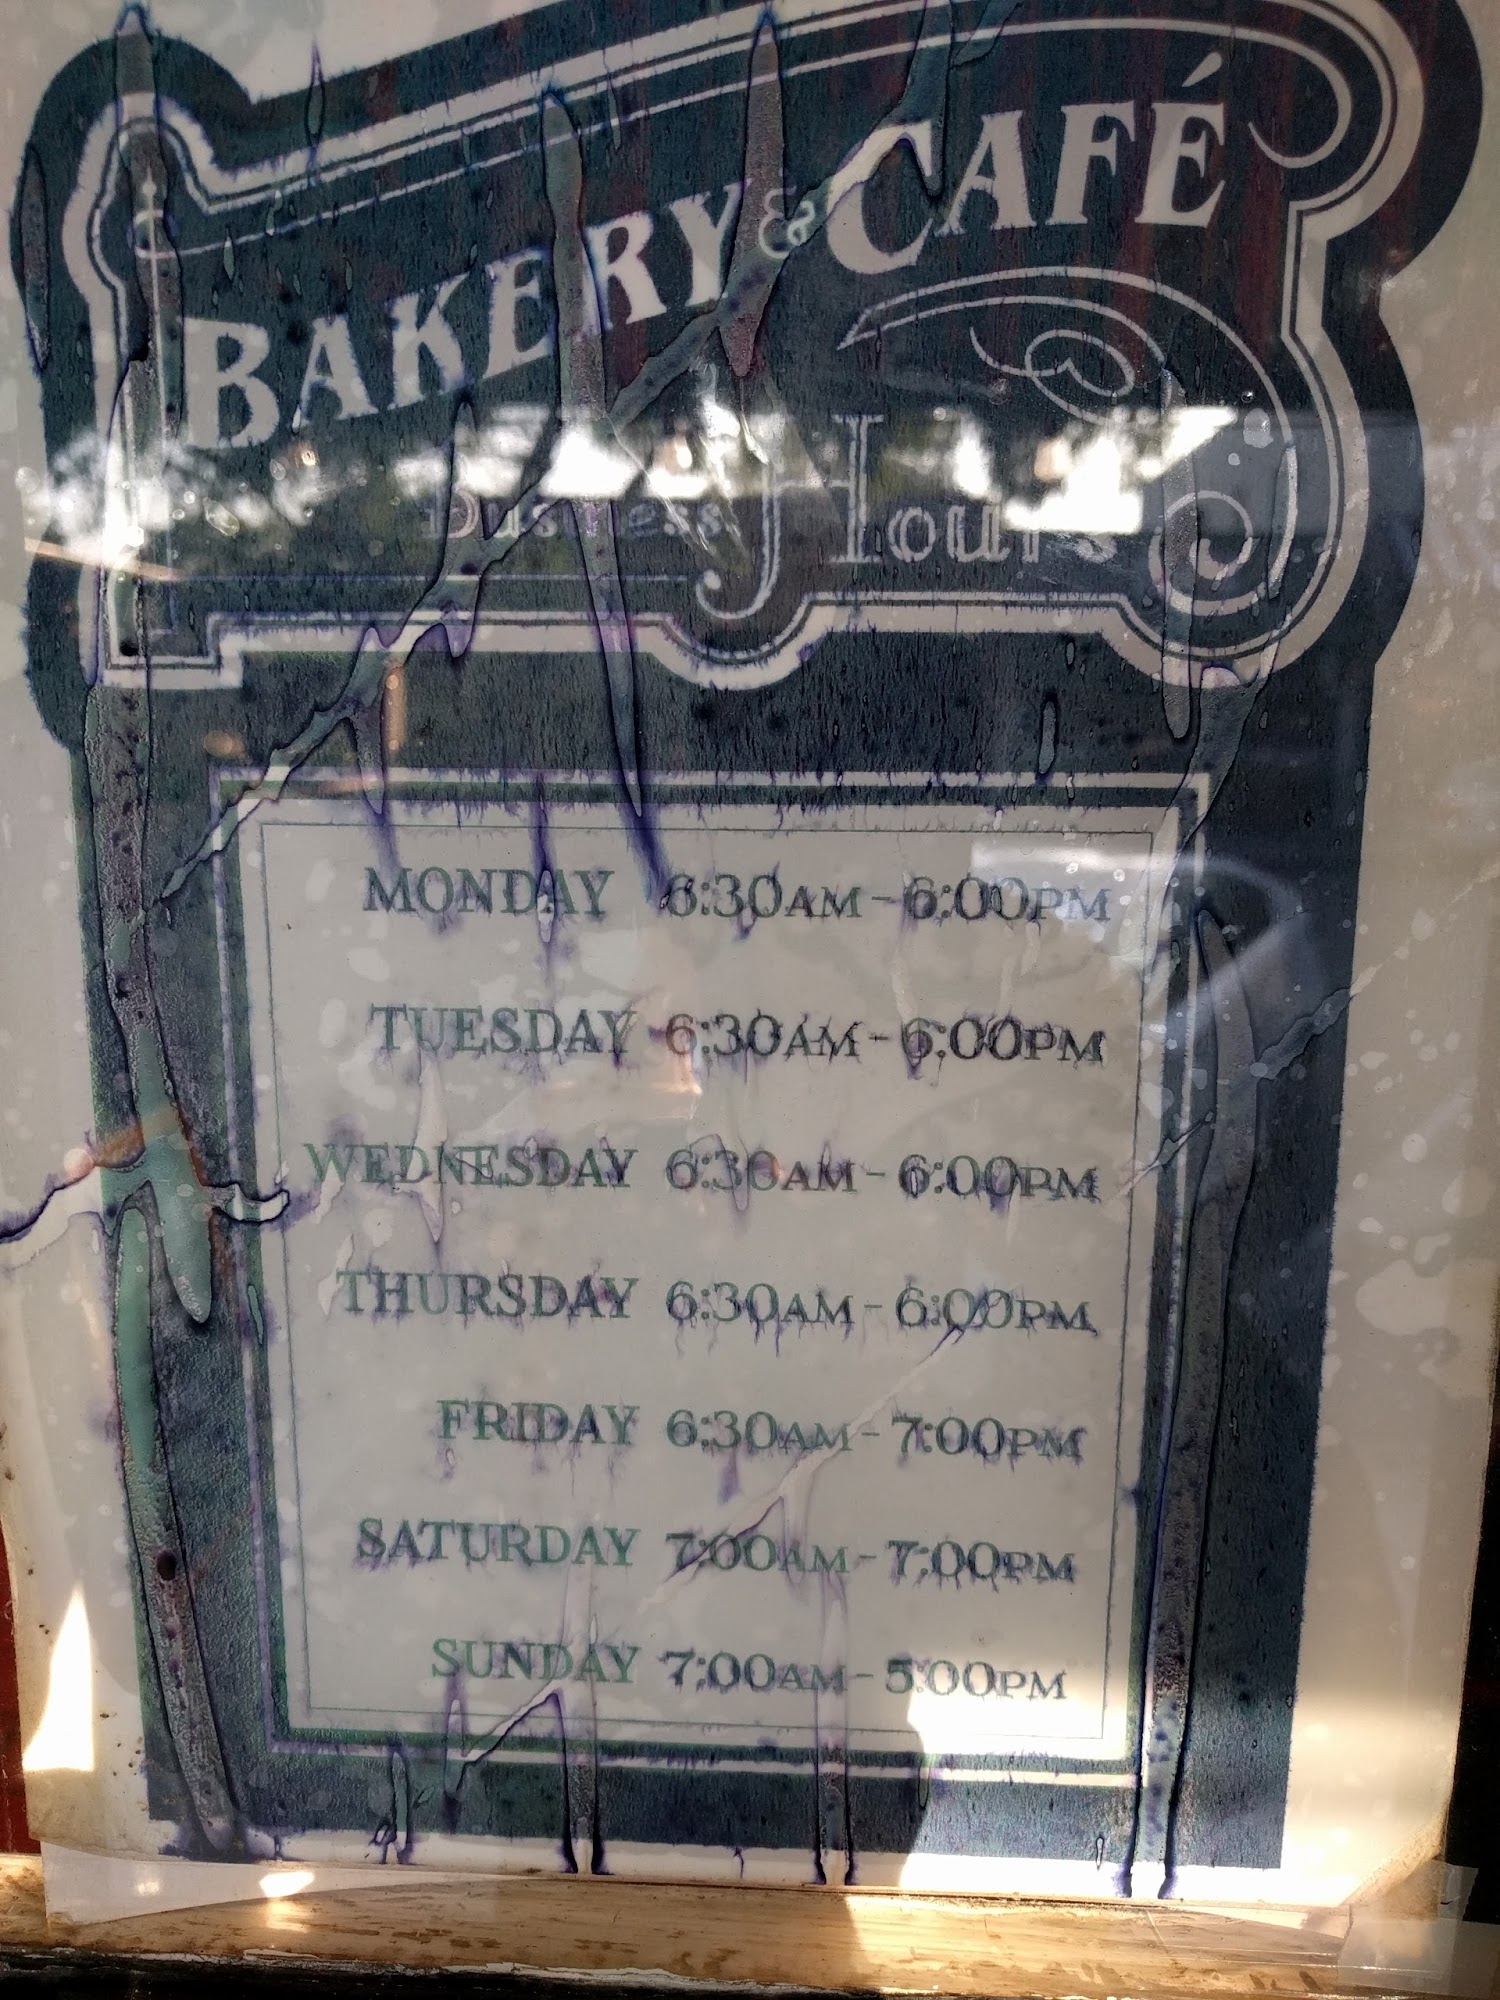 BAKERY & CAFÉ
Business Hours
MONDAY 6:30AM - 6:00PM
TUESDAY 6:30AM - 6:00PM
WEDNESDAY 6:30AM - 6:00PM
THURSDAY 6:30AM - 6:00PM
FRIDAY 6:30AM - 7:00PM
SATURDAY 7:00AM - 7:00PM
SUNDAY 7:00AM - 5:00PM